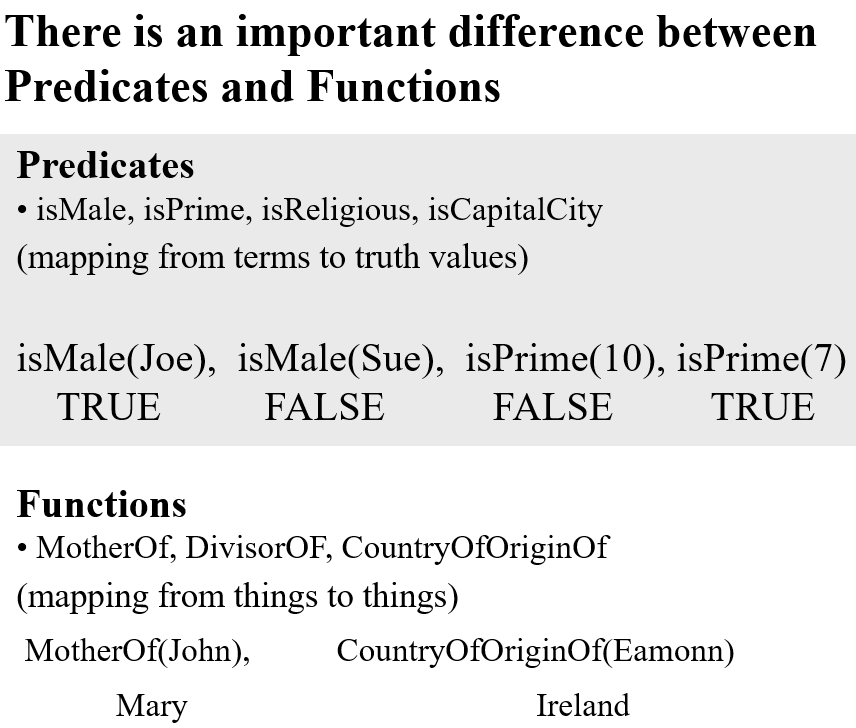 There is an important difference between
Predicates and Functions
Predicates
• isMale, isPrime, isReligious, isCapitalCity
(mapping from terms to truth values)
isMale(Joe), isMale(Sue), isPrime(10), isPrime(7)
TRUE FALSE FALSE TRUE
Functions
• MotherOf, DivisorOF, CountryOfOriginOf
(mapping from things to things)
MotherOf(John), CountryOfOriginOf(Eamonn)
Mary Ireland